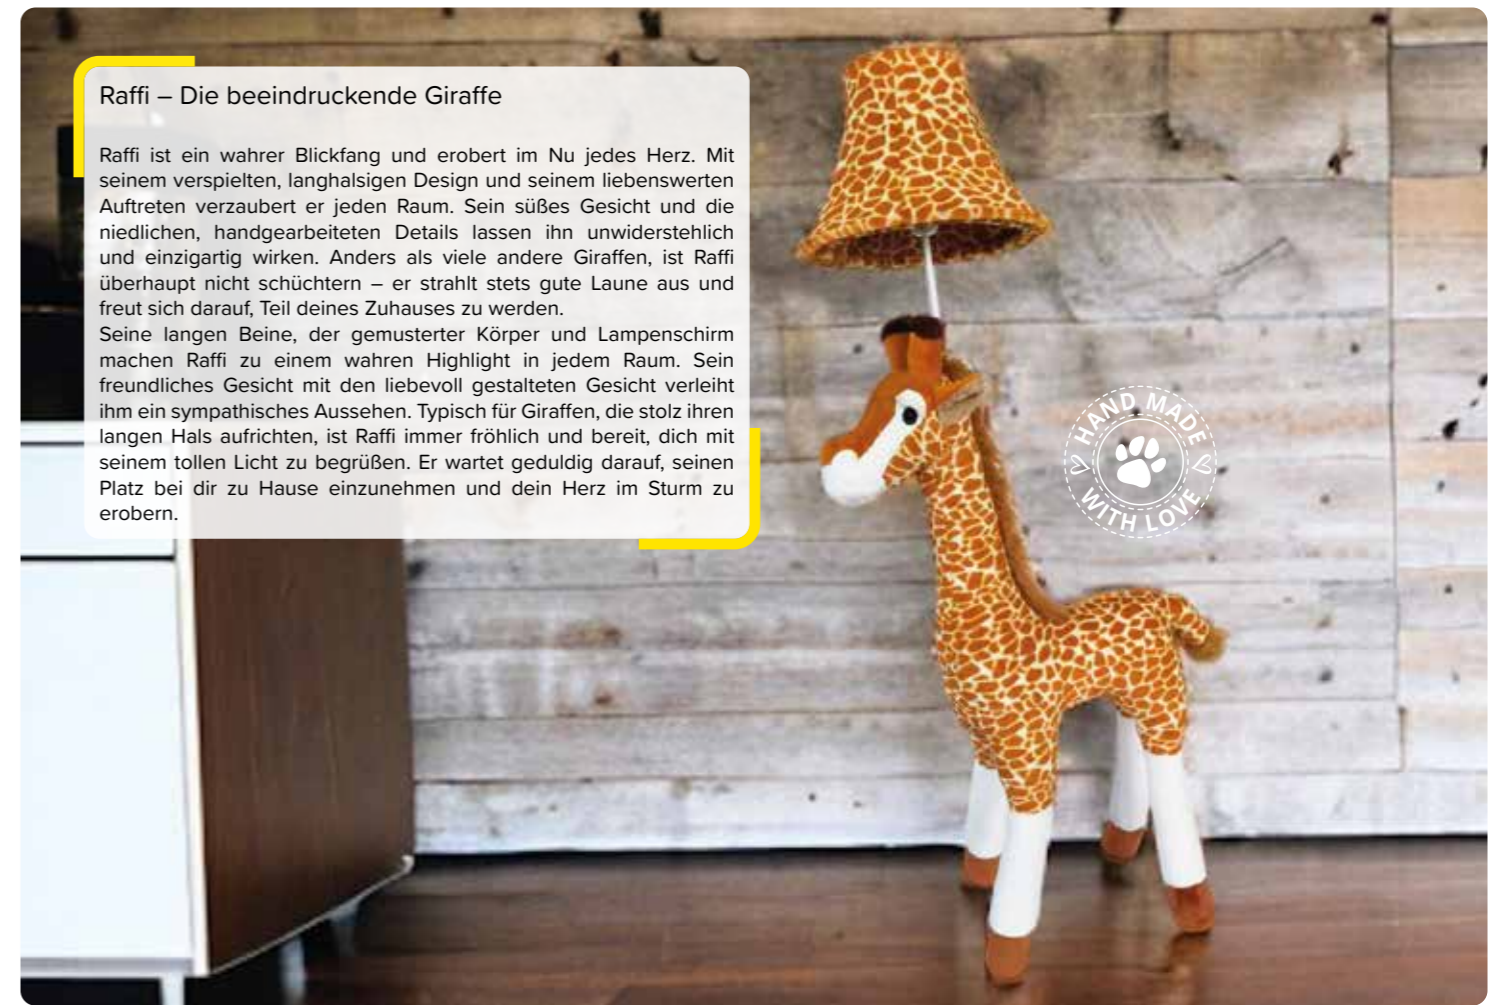 Raffi – Die beeindruckende Giraffe
Raffi ist ein wahrer Blickfang und erobert im Nu jedes Herz. Mit
seinem verspielten, langhalsigen Design und seinem liebenswerten
Auftreten verzaubert er jeden Raum. Sein süßes Gesicht und die
niedlichen, handgearbeiteten Details lassen ihn unwiderstehlich
und einzigartig wirken. Anders als viele andere Giraffen, ist Raffi
überhaupt nicht schüchtern – er strahlt stets gute Laune aus und
freut sich darauf, Teil deines Zuhauses zu werden.
Seine langen Beine, der gemusterter Körper und Lampenschirm
machen Raffi zu einem wahren Highlight in jedem Raum. Sein
freundliches Gesicht mit den liebevoll gestalteten Gesicht verleiht
ihm ein sympathisches Aussehen. Typisch für Giraffen, die stolz ihren
langen Hals aufrichten, ist Raffi immer fröhlich und bereit, dich mit
seinem tollen Licht zu begrüßen. Er wartet geduldig darauf, seinen
Platz bei dir zu Hause einzunehmen und dein Herz im Sturm zu
erobern.
HAND MADE
WITH LOVE